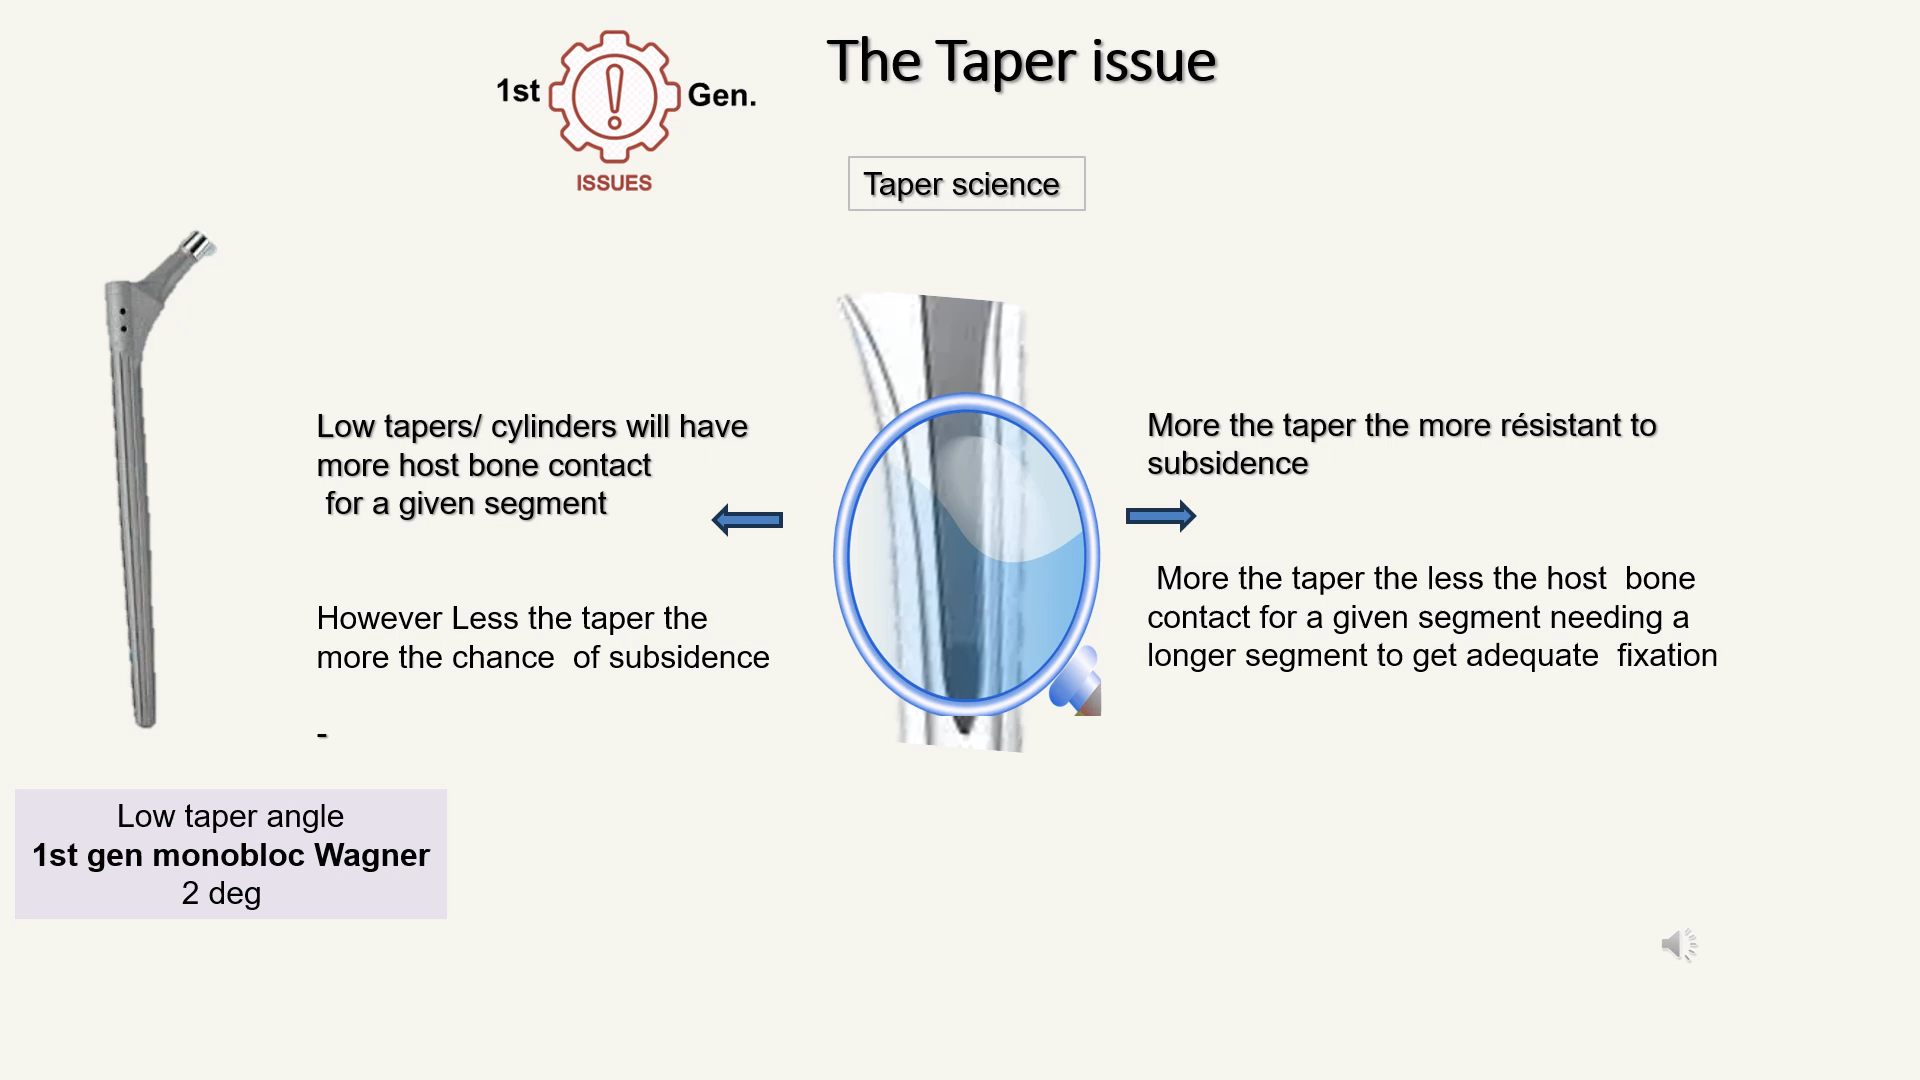 The Taper issue
1st Gen.
ISSUES
Taper science
Low tapers/ cylinders will have
more host bone contact
for a given segment
However Less the taper the
more the chance of subsidence
-
More the taper the more résistant to
subsidence
More the taper the less the host bone
contact for a given segment needing a
longer segment to get adequate fixation
Low taper angle
1st gen monobloc Wagner
2 deg